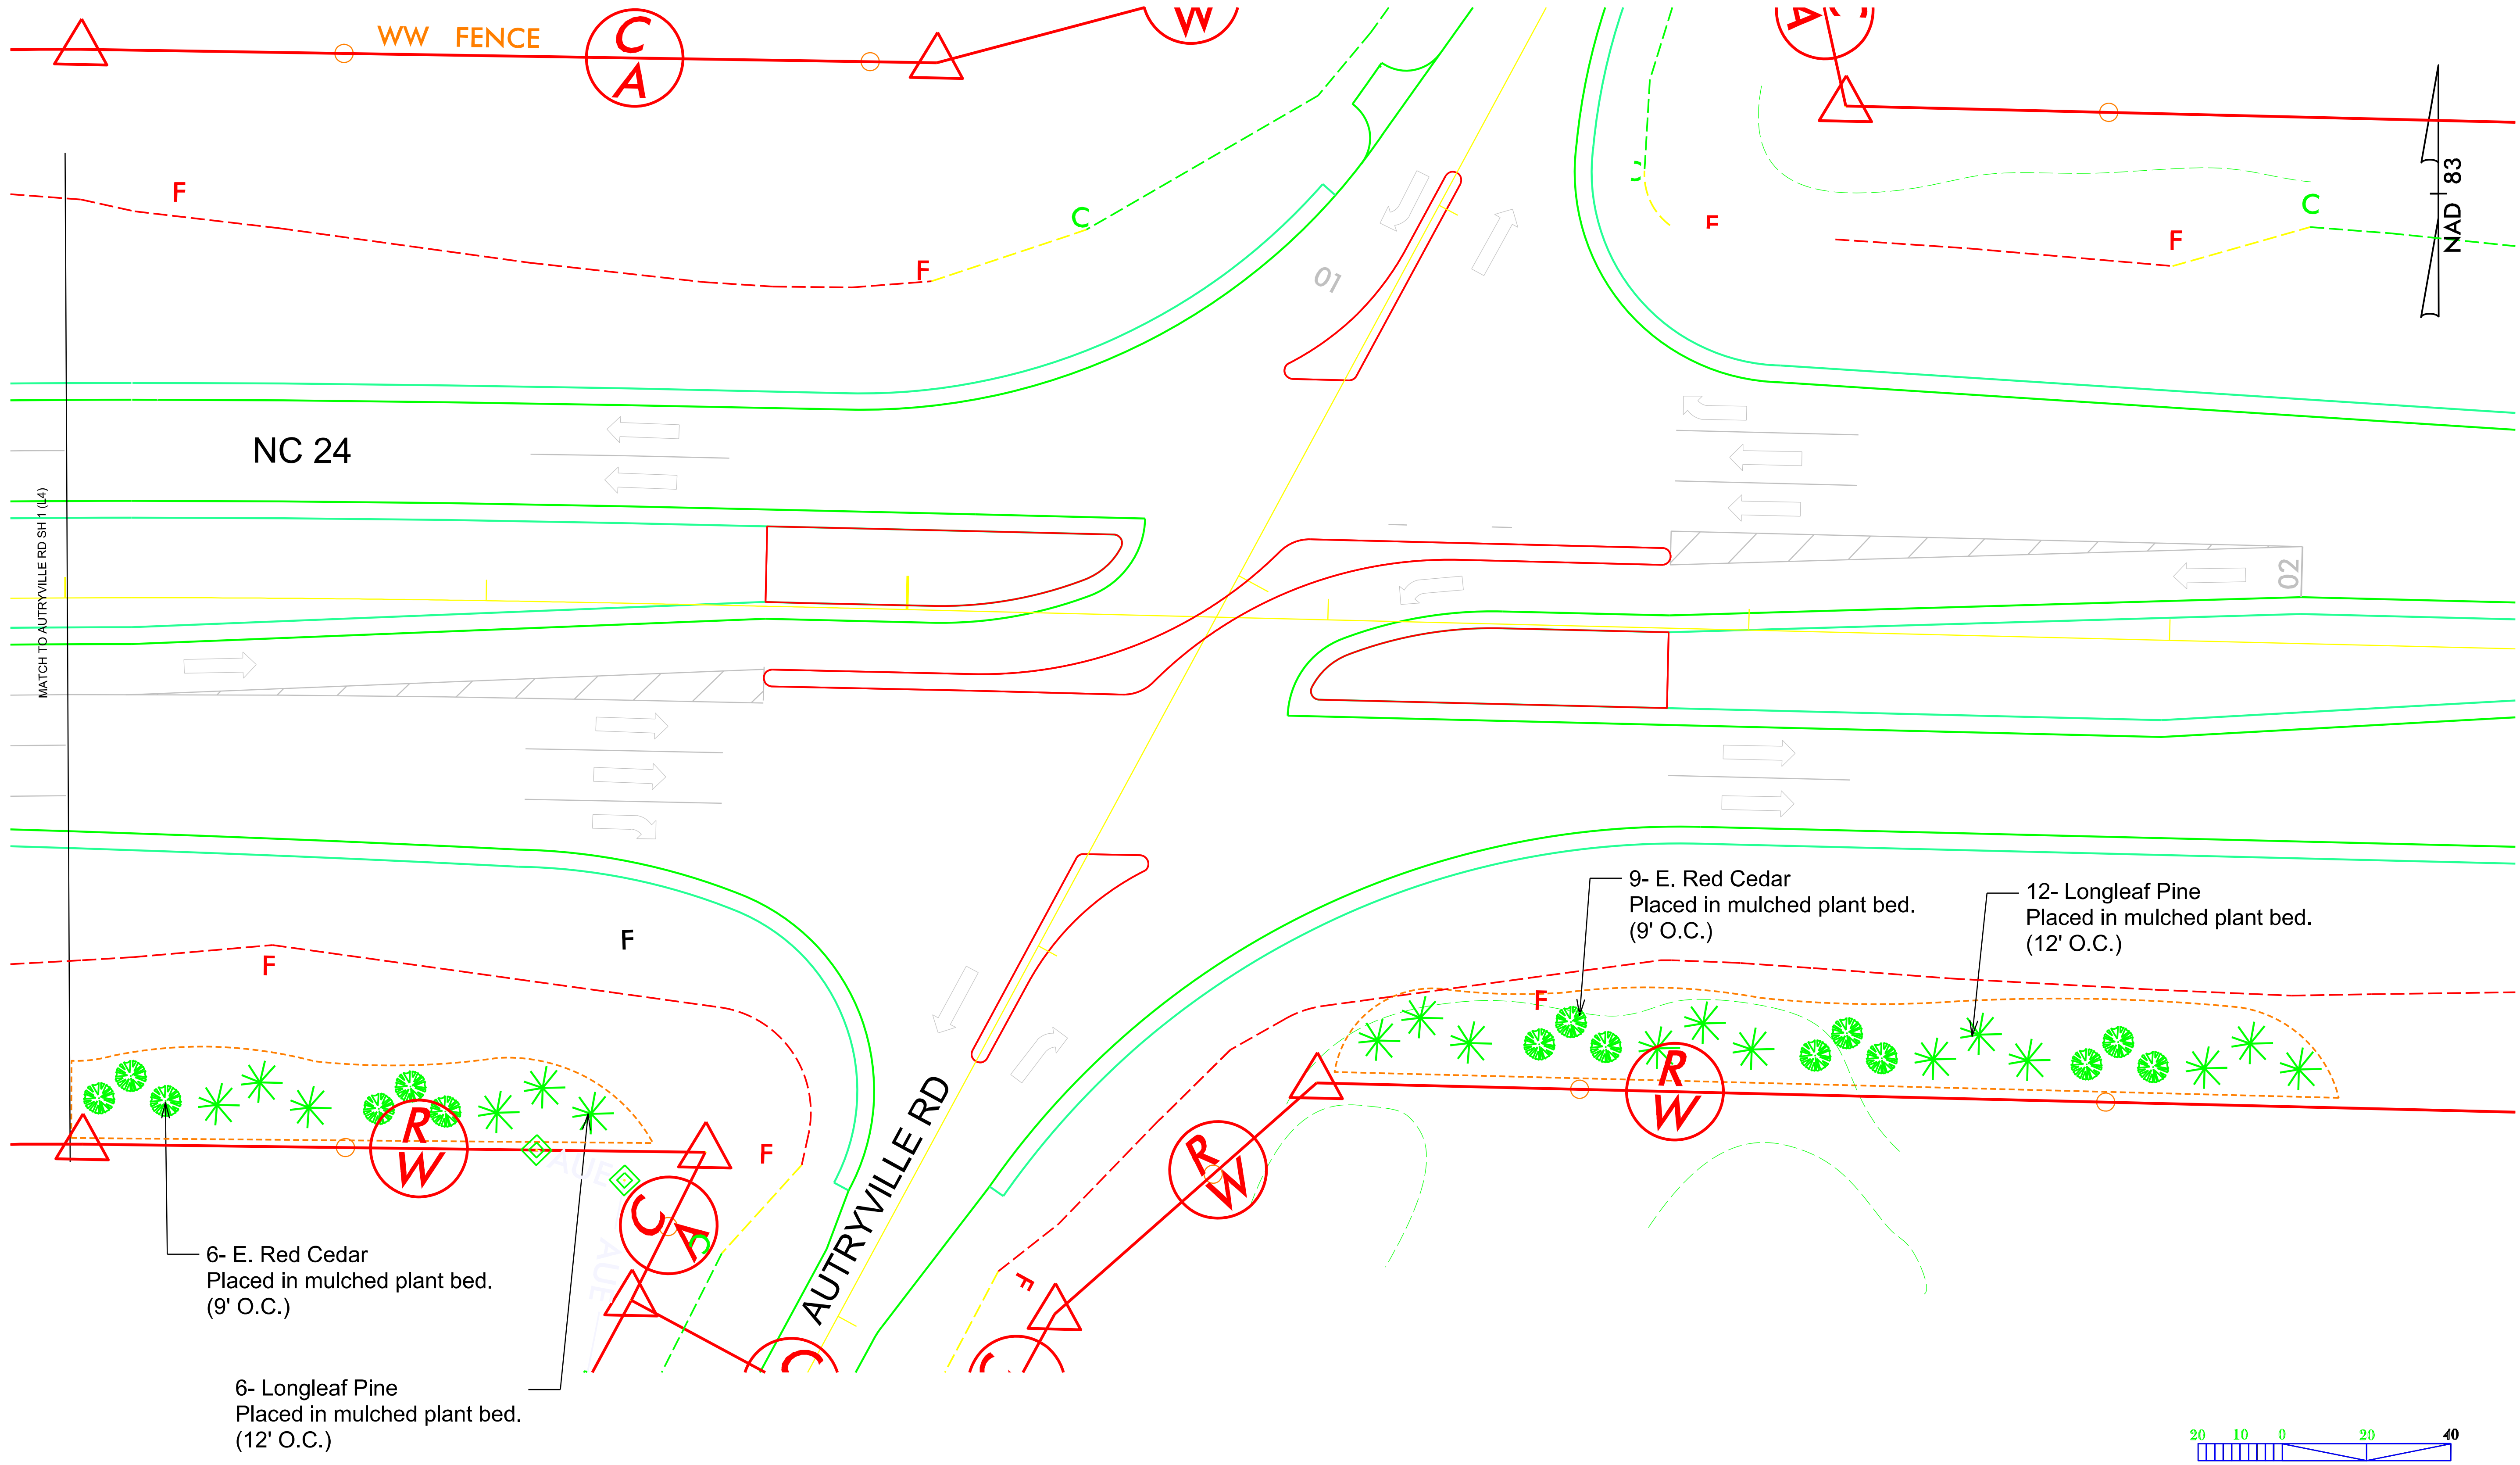 WW FENCE
C
A
W
C
A
F
F
C
F
F
C
NAD 83
01
NC 24
MATCH TO AUTRYVILLE RD SH 1 (L4)
02
9- E. Red Cedar
Placed in mulched plant bed.
(9' O.C.)
12- Longleaf Pine
Placed in mulched plant bed.
(12' O.C.)
F
F
F
R
W
R
W
R
W
F
AUE
AUE
C
A
C
F
AUTRYVILLE RD
C
6- E. Red Cedar
Placed in mulched plant bed.
(9' O.C.)
6- Longleaf Pine
Placed in mulched plant bed.
(12' O.C.)
20 10 0 20 40